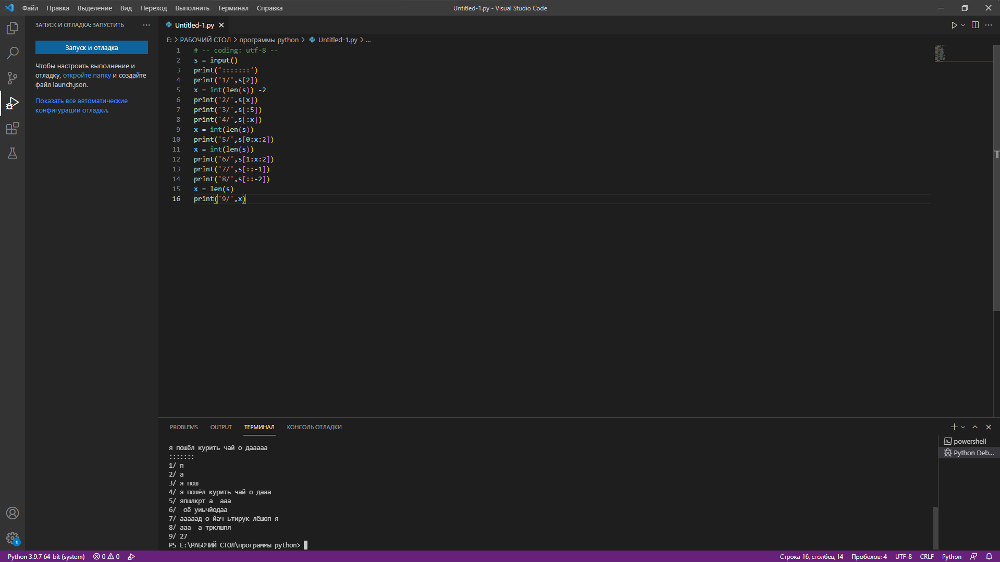 Файл Правка Выделение Вид Переход Выполнить Терминал Справка
Untitled-1.py - Visual Studio Code
ЗАПУСК И ОТЛАДКА: ЗАПУСТИТЬ
Запуск и отладка
Чтобы настроить выполнение и
отладку, откройте папку и создайте
файл launch.json.
Показать все автоматические
конфигурации отладки.
Untitled-1.py
E: > РАБОЧИЙ СТОЛ > программы python > Untitled-1.py > ...
1 # -- coding: utf-8 --
2 s = input()
3 print(':::::::')
4 print('1/',s[2])
5 x = int(len(s)) -2
6 print('2/',s[x])
7 print('3/',s[:5])
8 print('4/',s[:x])
9 x = int(len(s))
10 print('5/',s[0:x:2])
11 x = int(len(s))
12 print('6/',s[1:x:2])
13 print('7/',s[::-1])
14 print('8/',s[::-2])
15 x = len(s)
16 print('9/',x)
PROBLEMS OUTPUT ТЕРМИНАЛ КОНСОЛЬ ОТЛАДКИ
я пошёл курить чай о дааааа
:::::::
1/ п
2/ а
3/ я пош
4/ я пошёл курить чай о дааа
5/ япшлкрт а  ааа
6/  оё уиьчйодаа
7/ аааааад о йач ьтирук лёшоп я
8/ ааа  а трклшпя
9/ 27
PS E:\РАБОЧИЙ СТОЛ\программы python>
powershell
Python Deb...
Python 3.9.7 64-bit (system) 0 0
Строка 16, столбец 14 Пробелов: 4 UTF-8 CRLF Python
1